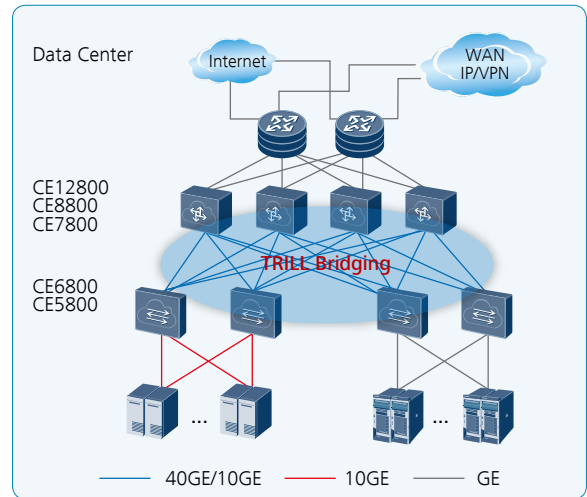 Data Center
Internet
WAN
IP/VPN
CE12800
CE8800
CE7800
TRILL Bridging
CE6800
CE5800
...
...
40GE/10GE
10GE
GE